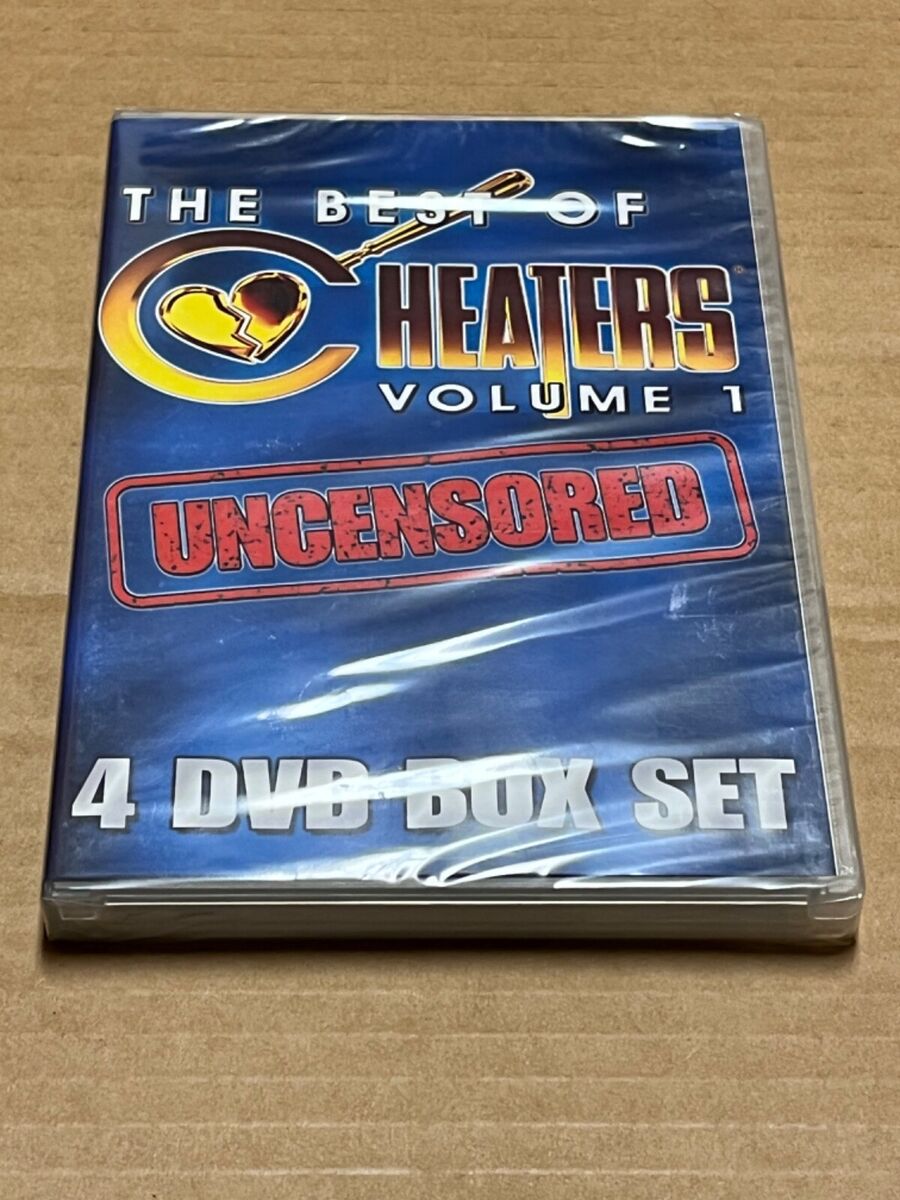 THE BEST OF
CHEATERS®
VOLUME 1
UNCENSORED
4 DVD BOX SET